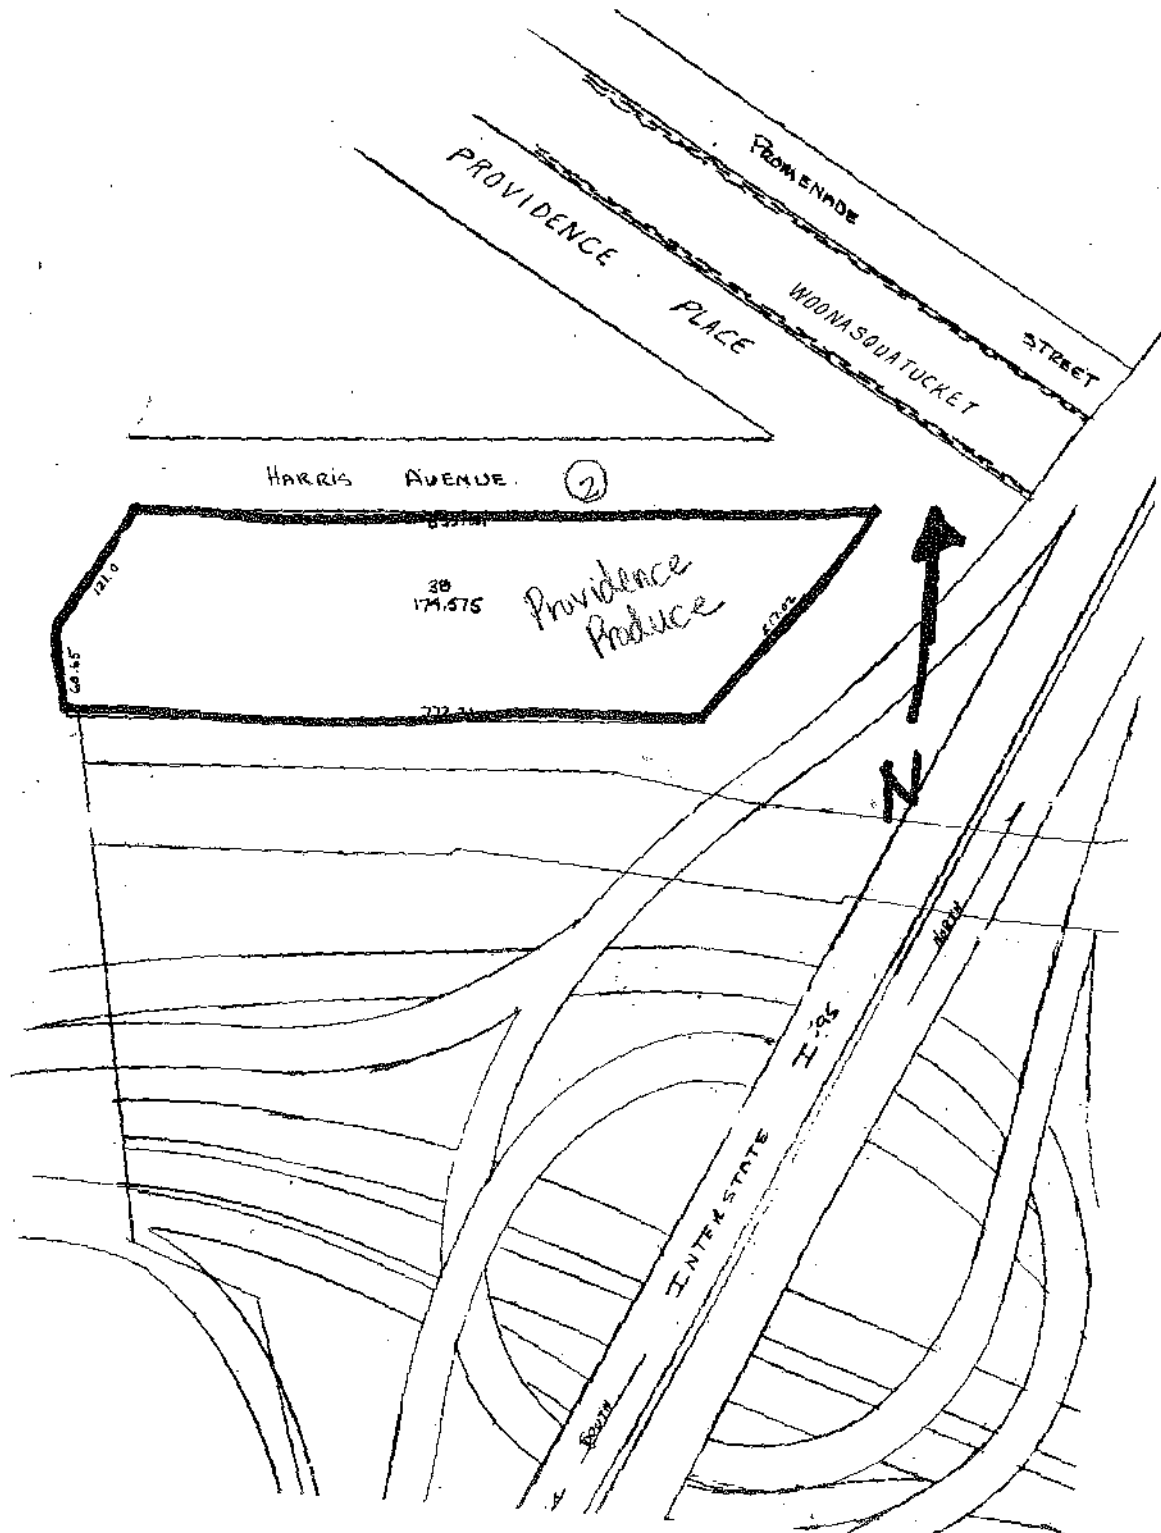 PROMENADE
STREET
WOONASQUATUCKET
PROVIDENCE
PLACE
HARRIS AVENUE. 2
121.0
60.65
38
174,575
Providence
Produce
N
NORTH
I-95
INTERSTATE
SOUTH